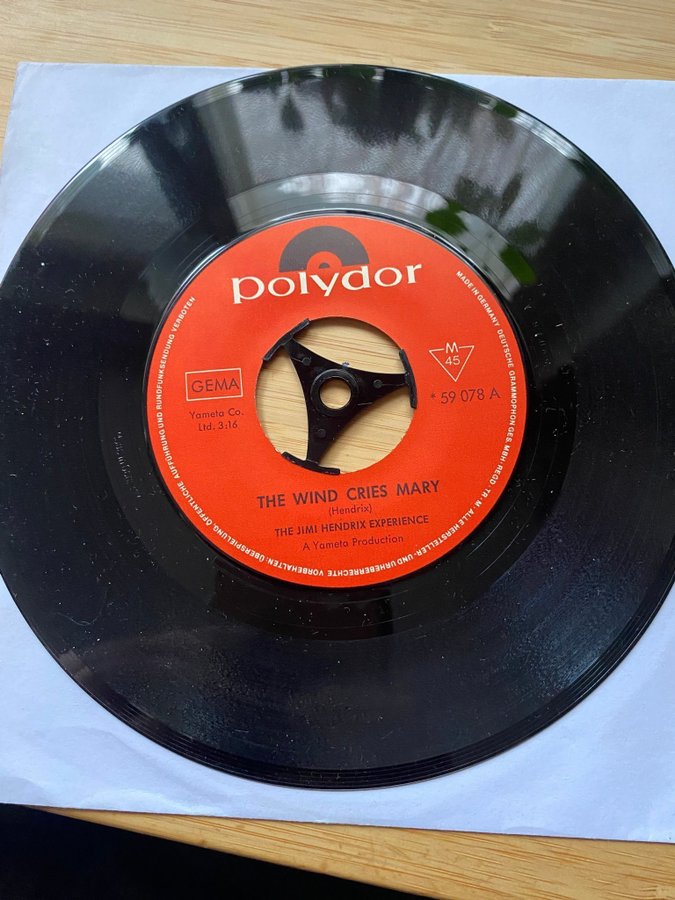 polydor
GEMA
Yameta Co.
Ltd. 3:16
M
45
* 59 078 A
THE WIND CRIES MARY
(Hendrix)
THE JIMI HENDRIX EXPERIENCE
A Yameta Production
MADE IN GERMANY DEUTSCHE GRAMMOPHON GES. MBH · REGD. TR. M. ALLE HERSTELLER- UND URHEBERRECHTE VORBEHALTEN · ÜBERSPIELUNG, ÖFFENTLICHE AUFFÜHRUNG UND RUNDFUNKSENDUNG VERBOTEN